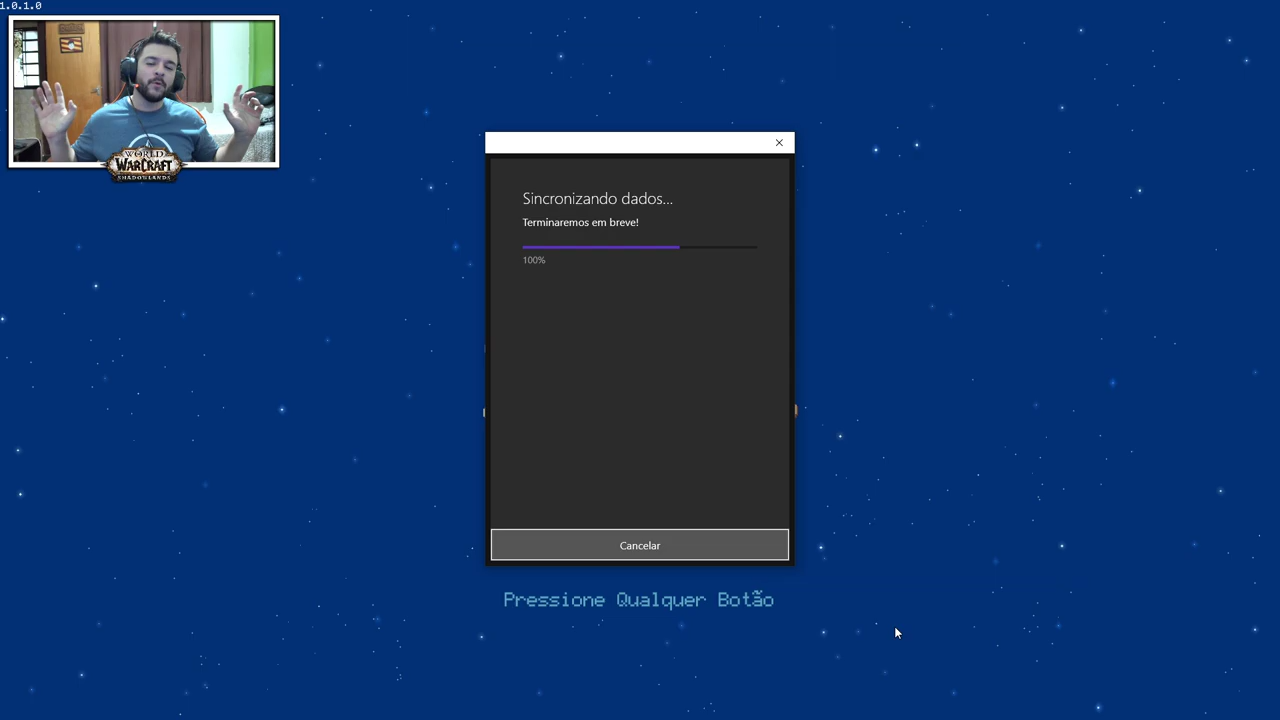 1.0.1.0
WORLD
WARCRAFT
SHADOWLANDS
Sincronizando dados...
Terminaremos em breve!
100%
Cancelar
Pressione Qualquer Botão